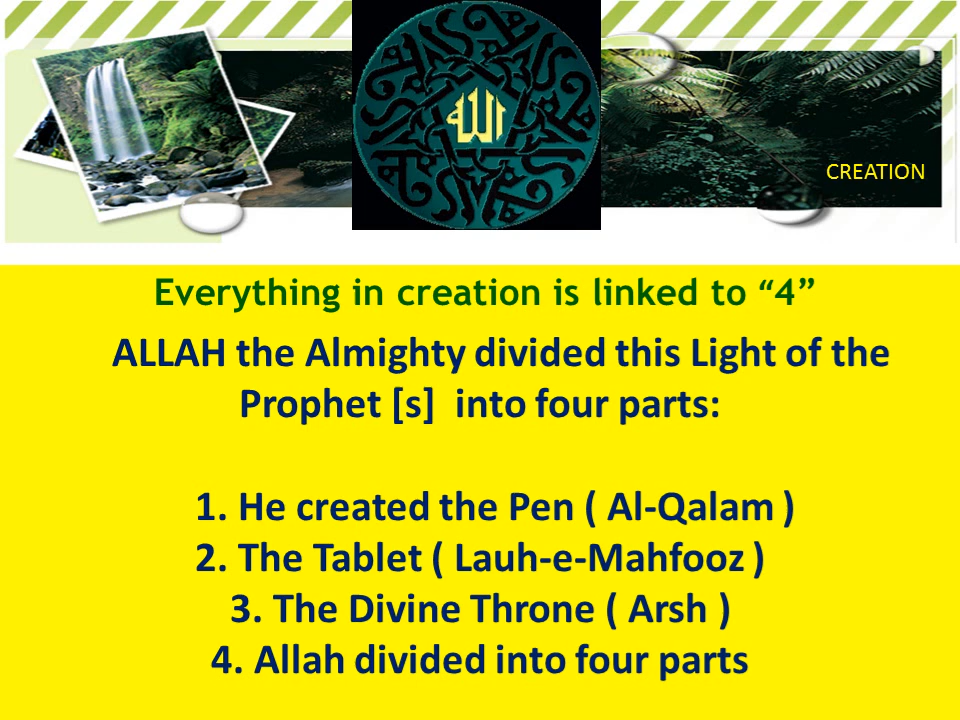 الله
CREATION
Everything in creation is linked to “4”
ALLAH the Almighty divided this Light of the
Prophet [s] into four parts:
1. He created the Pen ( Al-Qalam )
2. The Tablet ( Lauh-e-Mahfooz )
3. The Divine Throne ( Arsh )
4. Allah divided into four parts